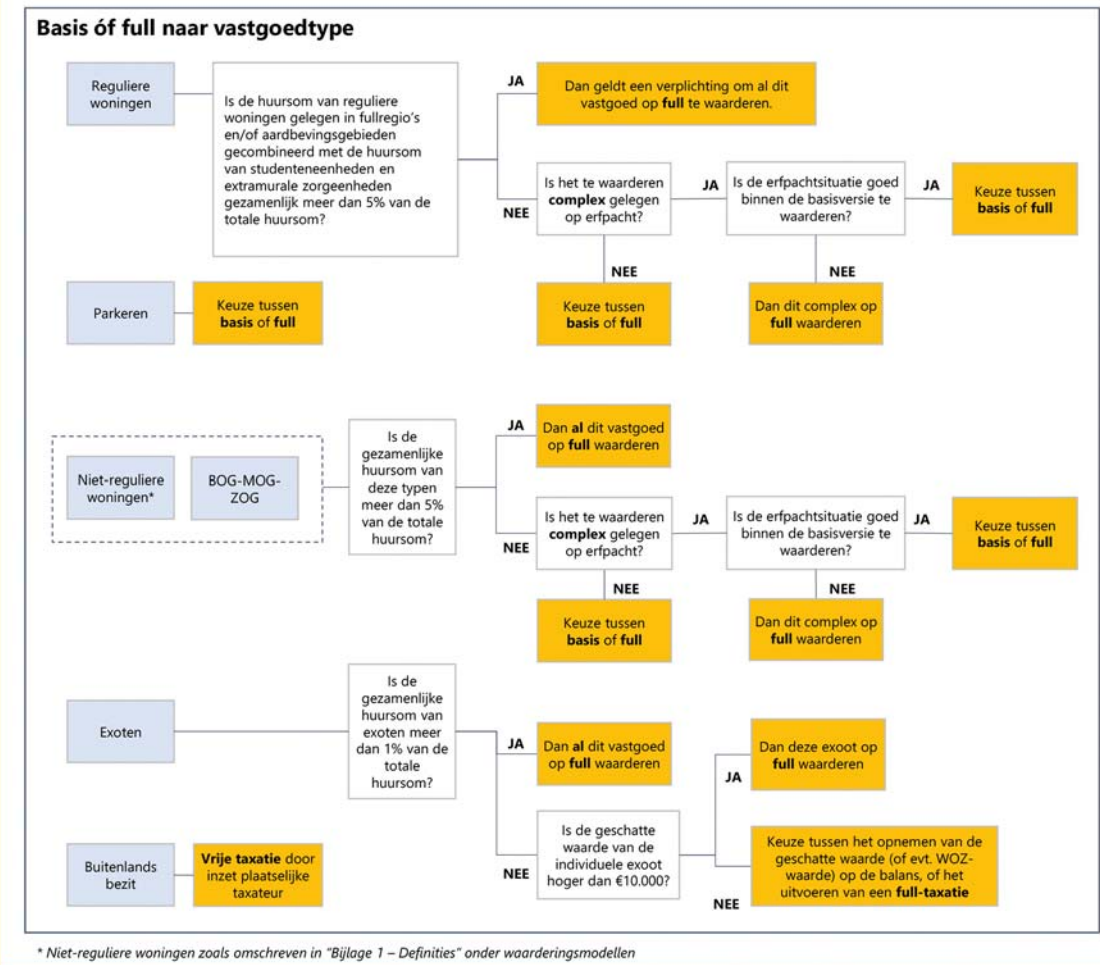 Basis óf full naar vastgoedtype
Reguliere
woningen
Is de huursom van reguliere
woningen gelegen in fullregio's
en/of aardbevingsgebieden
gecombineerd met de huursom
van studenteneenheden en
extramurale zorgeenheden
gezamenlijk meer dan 5% van de
totale huursom?
JA
Dan geldt een verplichting om al dit
vastgoed op full te waarderen.
NEE
Is het te waarderen
complex gelegen
op erfpacht?
JA
Is de erfpachtsituatie goed
binnen de basisversie te
waarderen?
JA
Keuze tussen
basis of full
NEE
Keuze tussen
basis of full
NEE
Dan dit complex op
full waarderen
Parkeren
Keuze tussen
basis of full
Niet-reguliere
woningen*
BOG-MOG-
ZOG
Is de
gezamenlijke
huursom van
deze typen
meer dan 5%
van de totale
huursom?
JA
Dan al dit vastgoed
op full waarderen
NEE
Is het te waarderen
complex gelegen
op erfpacht?
JA
Is de erfpachtsituatie goed
binnen de basisversie te
waarderen?
JA
Keuze tussen
basis of full
NEE
Keuze tussen
basis of full
NEE
Dan dit complex op
full waarderen
Exoten
Is de
gezamenlijke
huursom van
exoten meer
dan 1% van de
totale
huursom?
JA
Dan al dit vastgoed
op full waarderen
NEE
Is de geschatte
waarde van de
individuele exoot
hoger dan €10.000?
JA
Dan deze exoot op
full waarderen
NEE
Keuze tussen het opnemen van de
geschatte waarde (of evt. WOZ-
waarde) op de balans, of het
uitvoeren van een full-taxatie
Buitenlands
bezit
Vrije taxatie door
inzet plaatselijke
taxateur
* Niet-reguliere woningen zoals omschreven in "Bijlage 1 – Definities" onder waarderingsmodellen